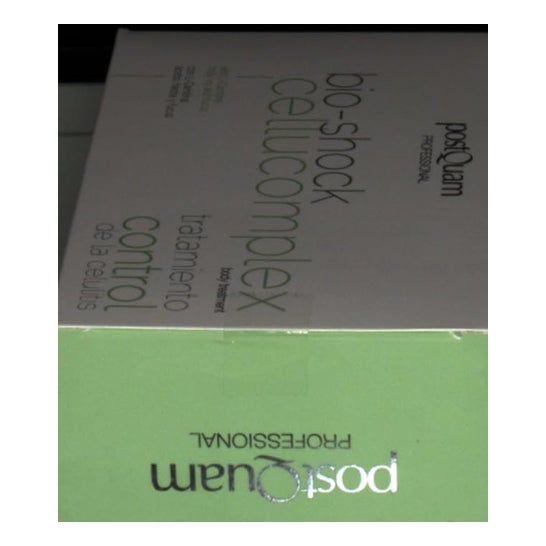 postQuam
PROFESSIONAL
bio-shock
cellucomplex
body treatment
tratamiento
control
de la celulitis
postQuam
PROFESSIONAL